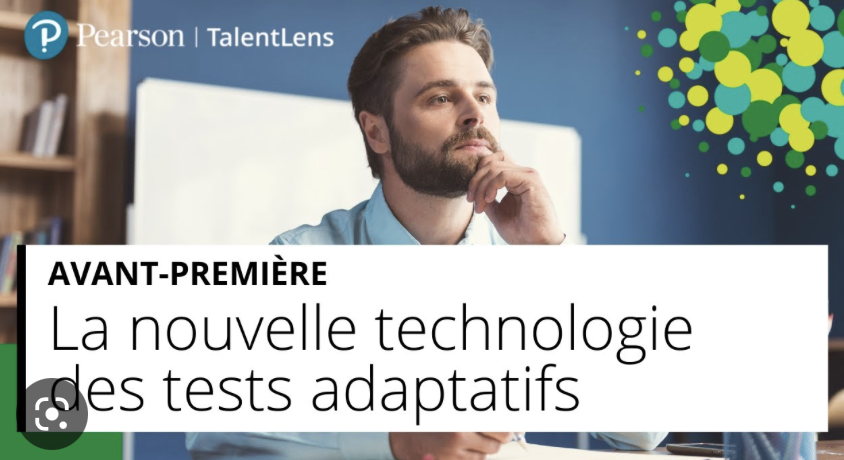 Pearson | TalentLens
AVANT-PREMIÈRE
La nouvelle technologie
des tests adaptatifs